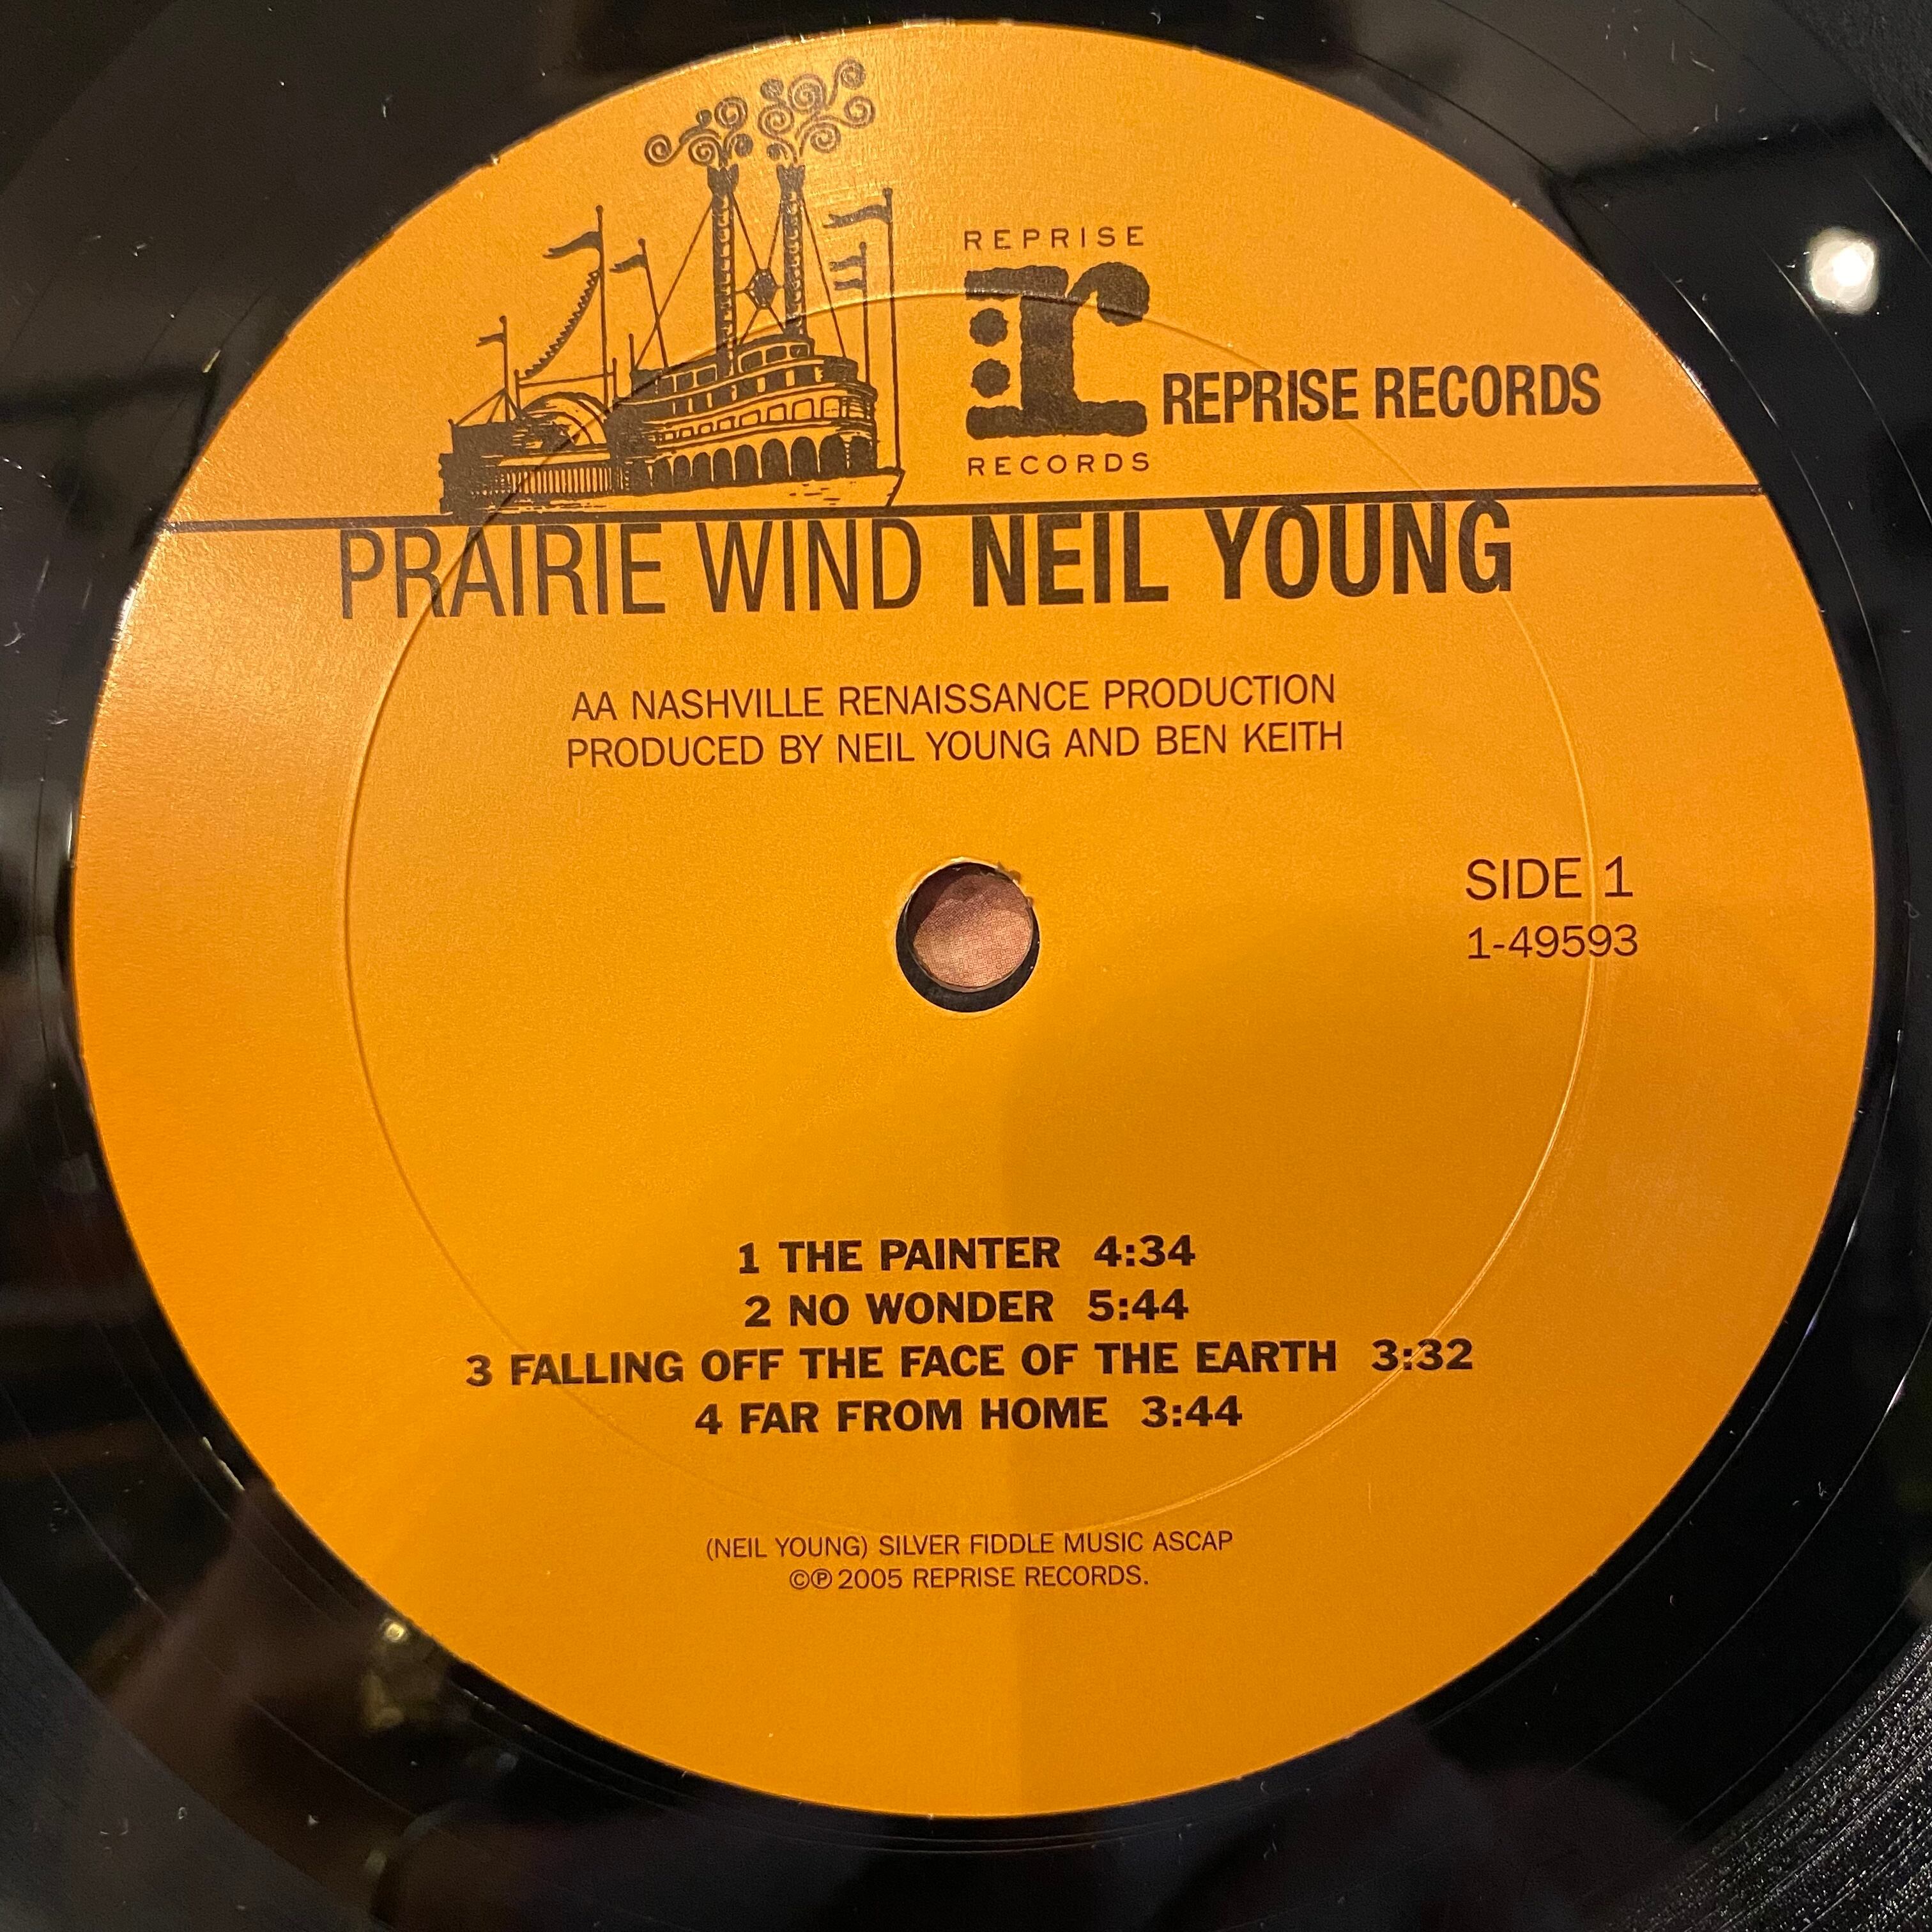 REPRISE
r
RECORDS
REPRISE RECORDS
PRAIRIE WIND NEIL YOUNG
AA NASHVILLE RENAISSANCE PRODUCTION
PRODUCED BY NEIL YOUNG AND BEN KEITH
SIDE 1
1-49593
1 THE PAINTER 4:34
2 NO WONDER 5:44
3 FALLING OFF THE FACE OF THE EARTH 3:32
4 FAR FROM HOME 3:44
(NEIL YOUNG) SILVER FIDDLE MUSIC ASCAP
©℗ 2005 REPRISE RECORDS.